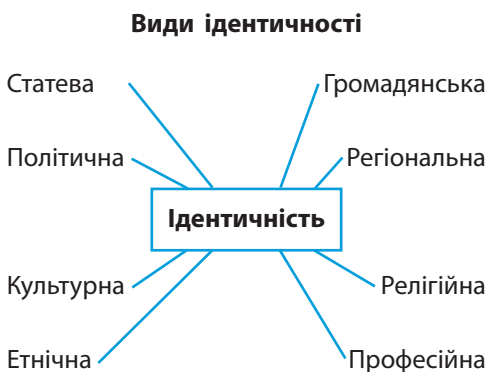 Види ідентичності
Статева
Громадянська
Політична
Регіональна
Ідентичність
Культурна
Релігійна
Етнічна
Професійна